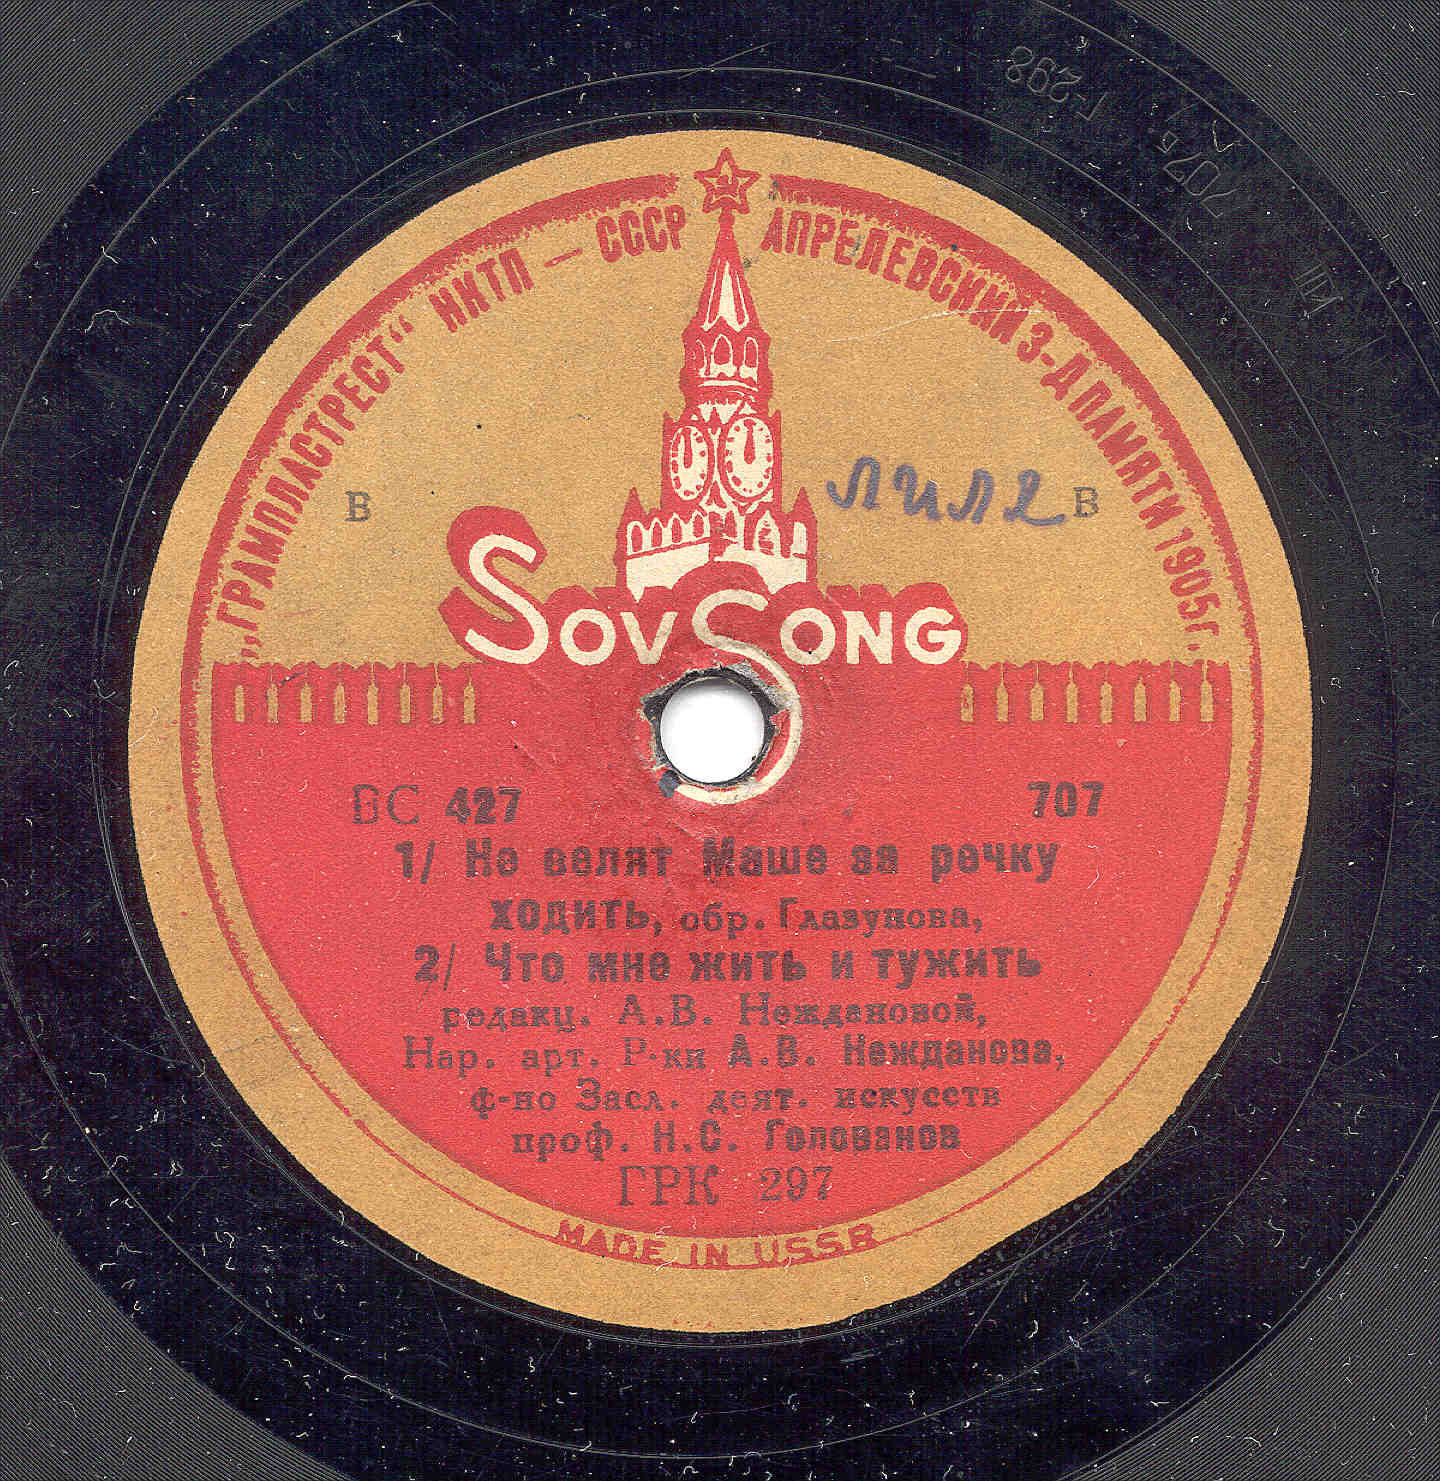 „ГРАМПЛАСТРЕСТ“ НКТП — СССР АПРЕЛЕВСКИЙ З-Д ПАМЯТИ 1905 г.
В
лиля В
SovSong
ВС 427 707
1/ Не велят Маше за речку
ходить, обр. Глазунова,
2/ Что мне жить и тужить
редакц. А.В. Неждановой,
Нар. арт. Р-ки А.В. Нежданова,
ф-но Засл. деят. искусств
проф. Н.С. Голованов
ГРК 297
MADE IN USSR